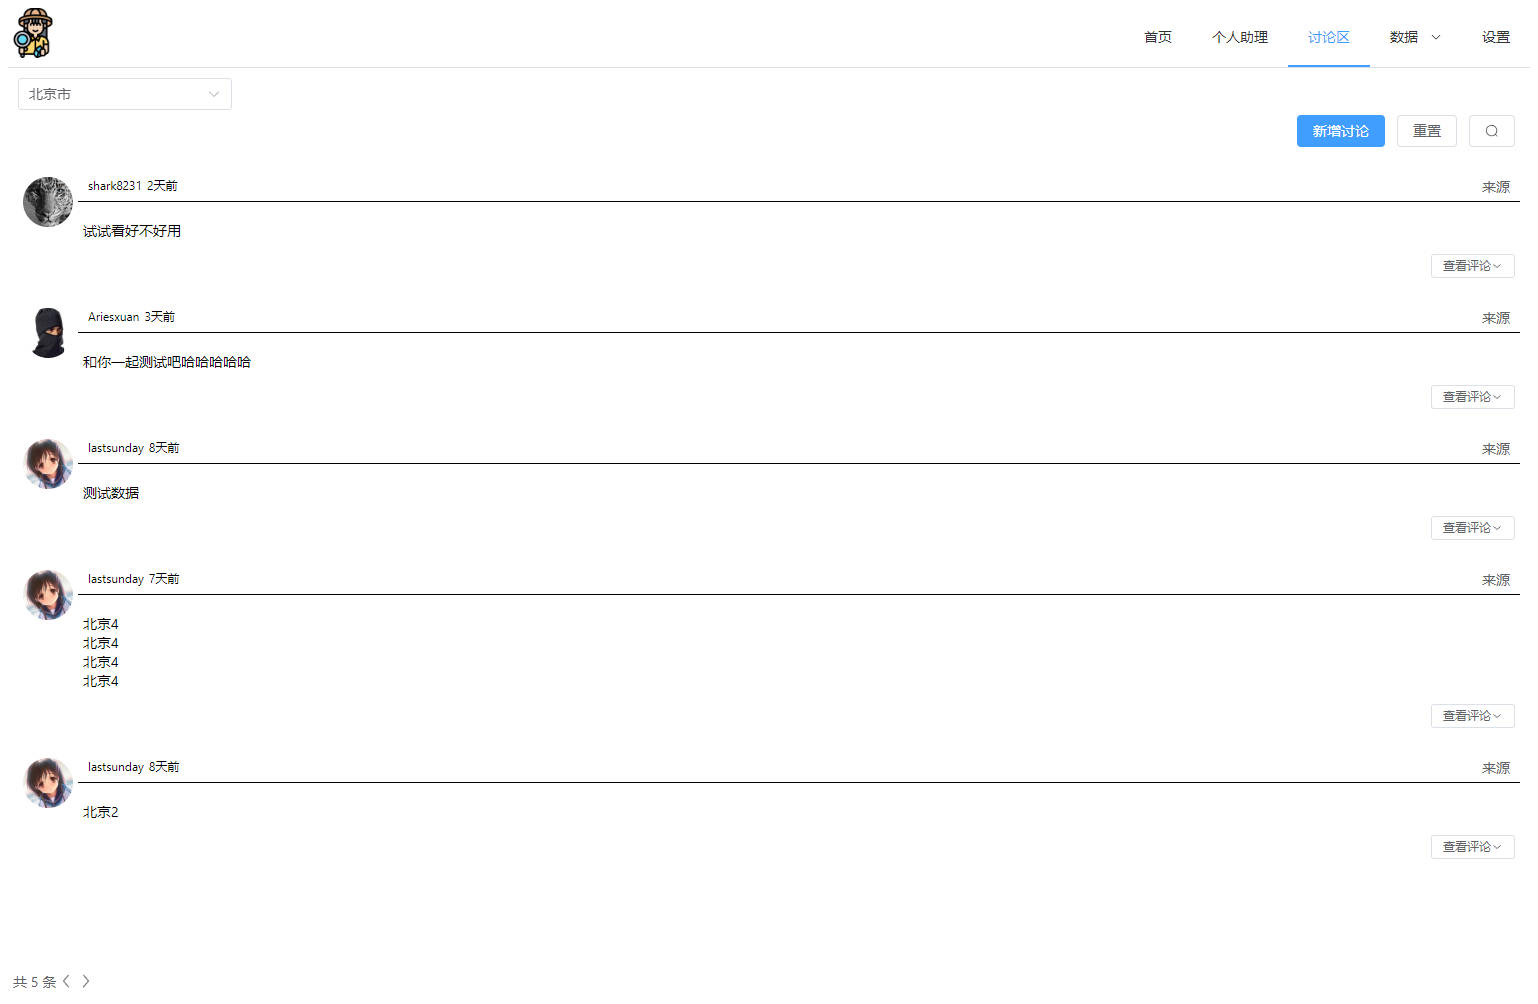 首页 个人助理 讨论区 数据 设置
北京市
新增讨论 重置
shark8231 2天前 来源
试试看好不好用
查看评论
Ariesxuan 3天前 来源
和你一起测试吧哈哈哈哈哈
查看评论
lastsunday 8天前 来源
测试数据
查看评论
lastsunday 7天前 来源
北京4
北京4
北京4
北京4
查看评论
lastsunday 8天前 来源
北京2
查看评论
共 5 条